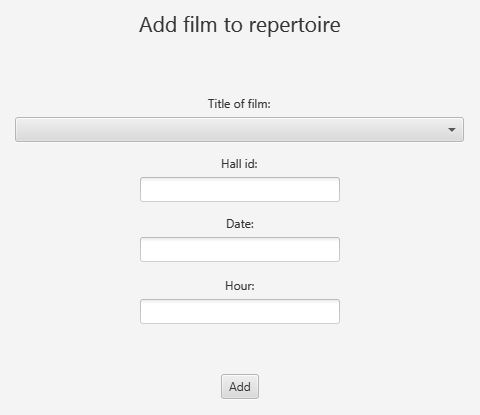 Add film to repertoire
Title of film:
Hall id:
Date:
Hour:
Add